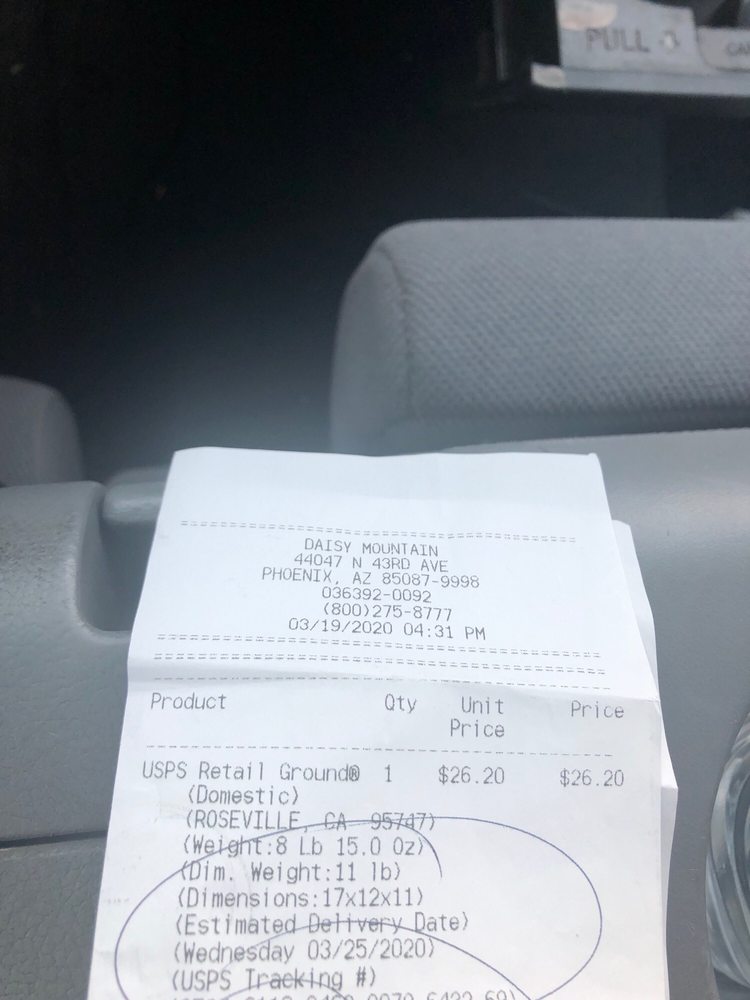 PULL
DAISY MOUNTAIN
44047 N 43RD AVE
PHOENIX, AZ 85087-9998
036392-0092
(800)275-8777
03/19/2020 04:31 PM
Product Qty Unit Price Price
USPS Retail Ground® 1 $26.20 $26.20
(Domestic)
(ROSEVILLE, CA 95747)
(Weight:8 Lb 15.0 Oz)
(Dim. Weight:11 lb)
(Dimensions:17x12x11)
(Estimated Delivery Date)
(Wednesday 03/25/2020)
(USPS Tracking #)